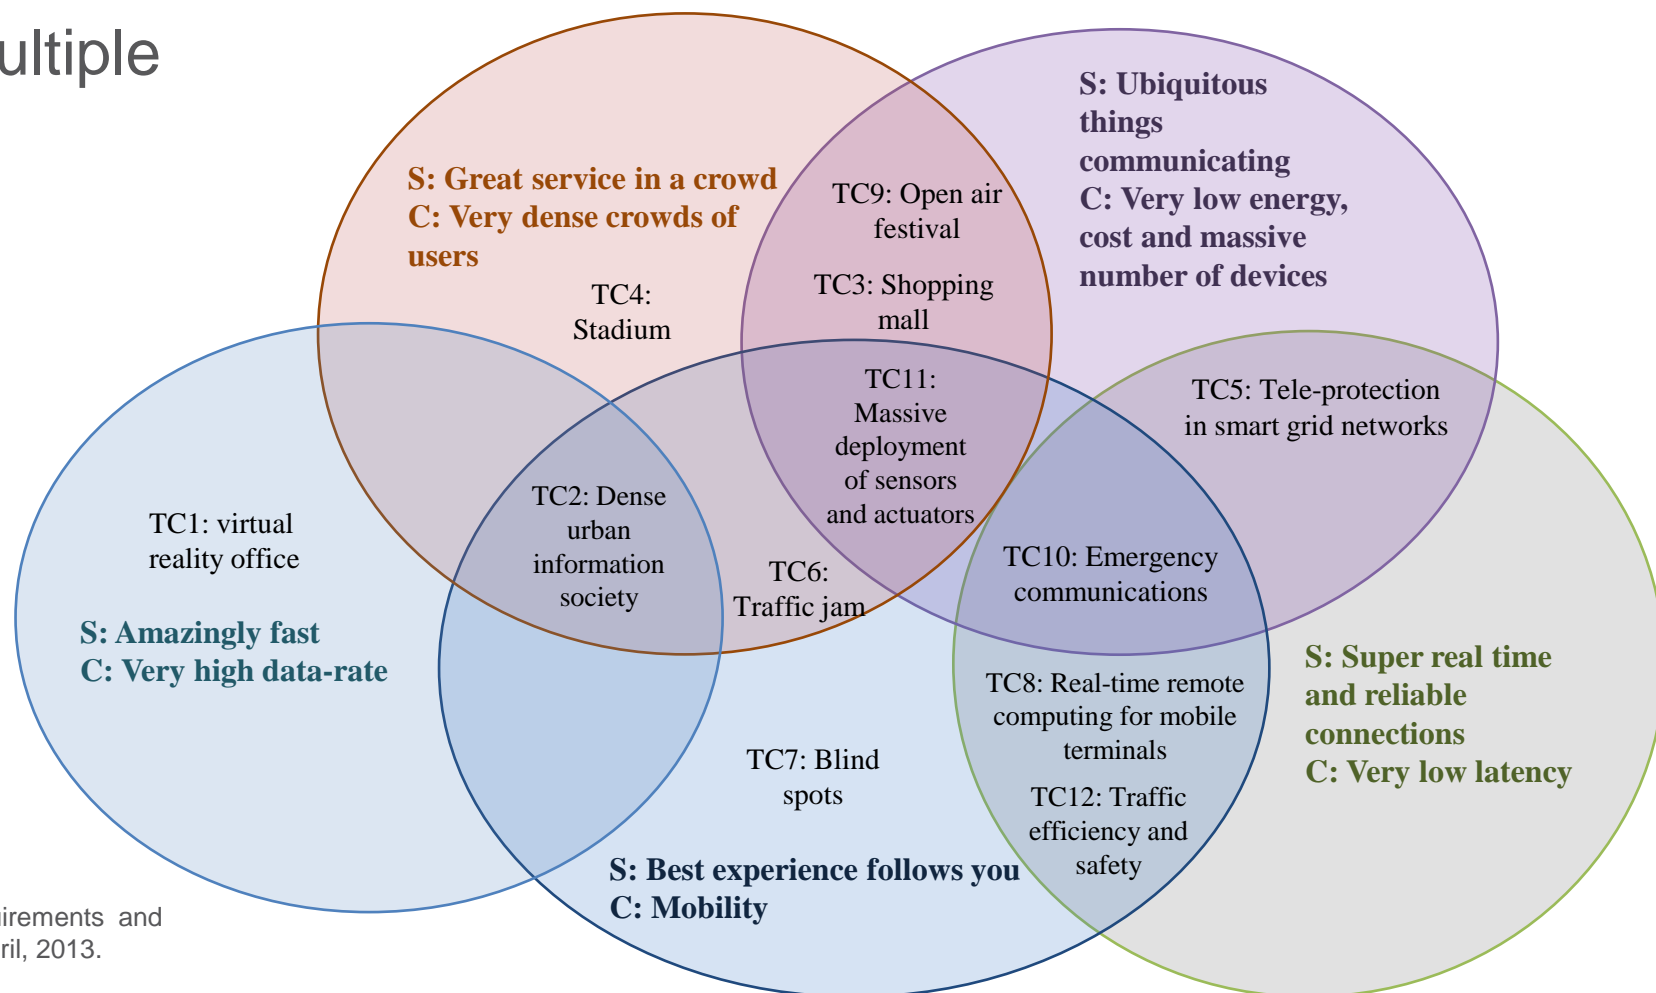 ultiple
S: Great service in a crowd
C: Very dense crowds of
users
S: Ubiquitous
things
communicating
C: Very low energy,
cost and massive
number of devices
TC9: Open air
festival
TC3: Shopping
mall
TC4:
Stadium
TC11:
Massive
deployment
of sensors
and actuators
TC5: Tele-protection
in smart grid networks
TC1: virtual
reality office
S: Amazingly fast
C: Very high data-rate
TC2: Dense
urban
information
society
TC6:
Traffic jam
TC10: Emergency
communications
S: Super real time
and reliable
connections
C: Very low latency
TC8: Real-time remote
computing for mobile
terminals
TC7: Blind
spots
TC12: Traffic
efficiency and
safety
S: Best experience follows you
C: Mobility
uirements and
ril, 2013.